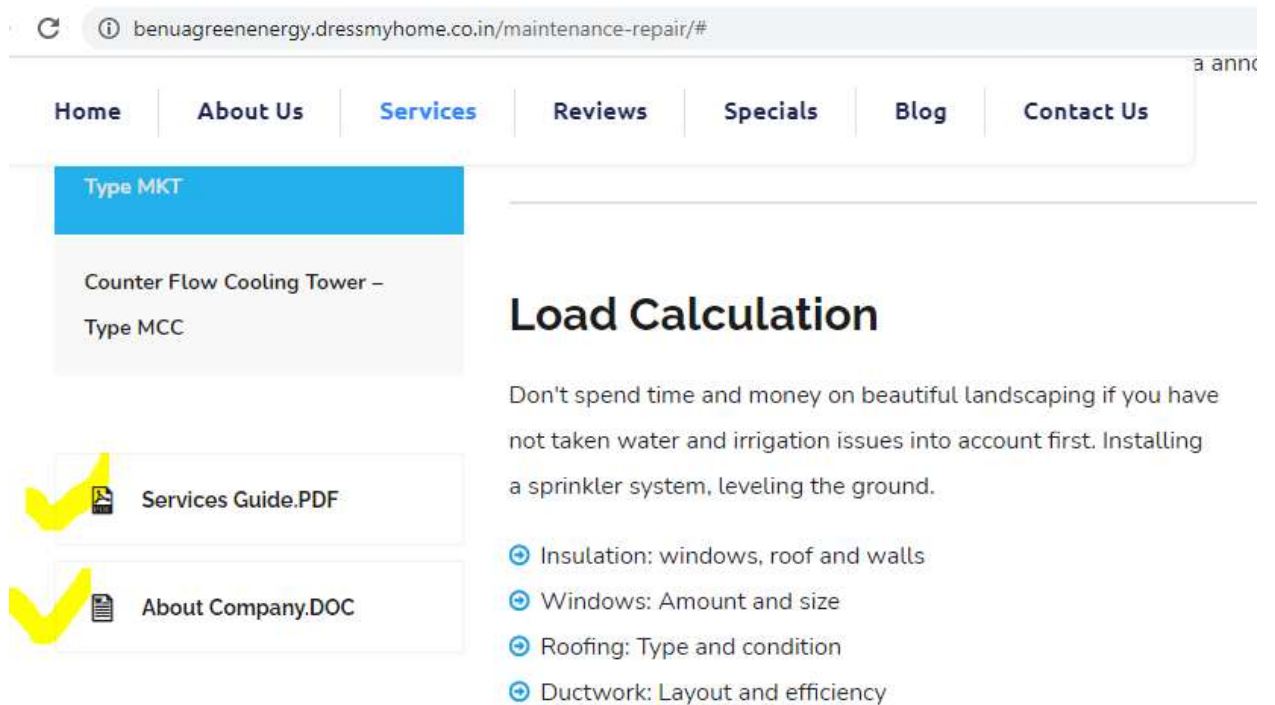 benuagreenenergy.dressmyhome.co.in/maintenance-repair/#
Home About Us Services Reviews Specials Blog Contact Us
Type MKT
Counter Flow Cooling Tower –
Type MCC
Services Guide.PDF
About Company.DOC
Load Calculation
Don't spend time and money on beautiful landscaping if you have
not taken water and irrigation issues into account first. Installing
a sprinkler system, leveling the ground.
Insulation: windows, roof and walls
Windows: Amount and size
Roofing: Type and condition
Ductwork: Layout and efficiency